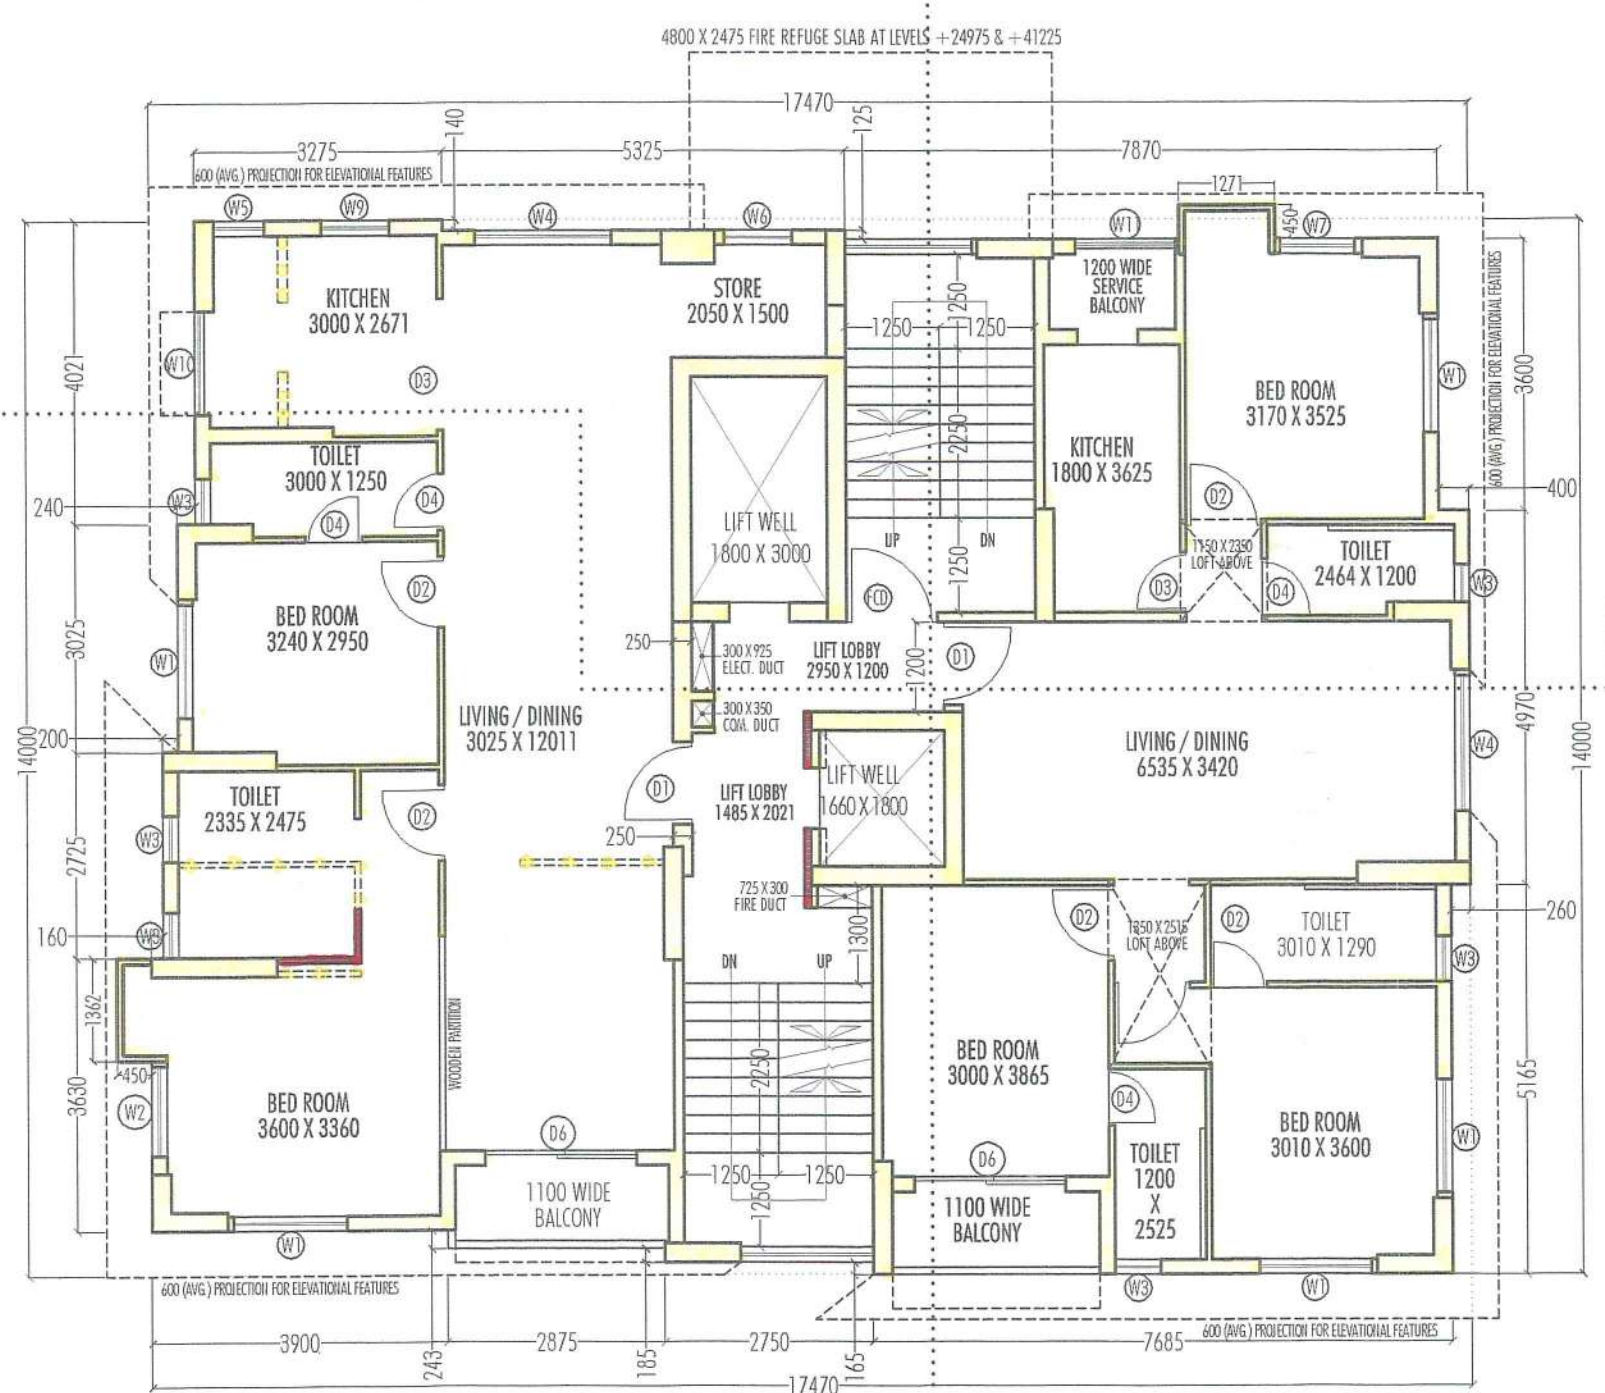 4800 X 2475 FIRE REFUGE SLAB AT LEVELS +24975 & +41225
17470
140
125
3275
5325
7870
600 (AVG.) PROJECTION FOR ELEVATIONAL FEATURES
1271
W5
W9
W4
W6
W1
450
W7
KITCHEN
3000 X 2671
STORE
2050 X 1500
1250
1250
1250
1200 WIDE
SERVICE
BALCONY
600 (AVG.) PROJECTION FOR ELEVATIONAL FEATURES
3600
4021
W10
D3
W1
BED ROOM
3170 X 3525
2250
KITCHEN
1800 X 3625
TOILET
3000 X 1250
D4
D4
W3
240
D2
400
LIFT WELL
1800 X 3000
UP
DN
1250
1150 X 2350
LOFT ABOVE
TOILET
2464 X 1200
D3
D4
W3
FCD
D2
BED ROOM
3240 X 2950
3025
W1
250
300 X 925
ELECT. DUCT
LIFT LOBBY
2950 X 1200
1200
D1
300 X 350
COM. DUCT
LIVING / DINING
3025 X 12011
14000
200
4970
14000
W4
LIVING / DINING
6535 X 3420
LIFT WELL
1660 X 1800
D1
LIFT LOBBY
1485 X 2021
TOILET
2335 X 2475
D2
W3
250
2725
725 X 300
FIRE DUCT
1300
D2
1350 X 2515
LOFT ABOVE
D2
TOILET
3010 X 1290
260
160
W3
W3
DN
UP
1362
WOODEN PARTITION
2250
BED ROOM
3000 X 3865
450
W2
3630
BED ROOM
3600 X 3360
D4
5165
BED ROOM
3010 X 3600
W1
D6
D6
TOILET
1200
X
2525
1250
1250
1250
1100 WIDE
BALCONY
1100 WIDE
BALCONY
W1
W3
W1
600 (AVG.) PROJECTION FOR ELEVATIONAL FEATURES
600 (AVG.) PROJECTION FOR ELEVATIONAL FEATURES
3900
243
2875
185
2750
165
7685
17470